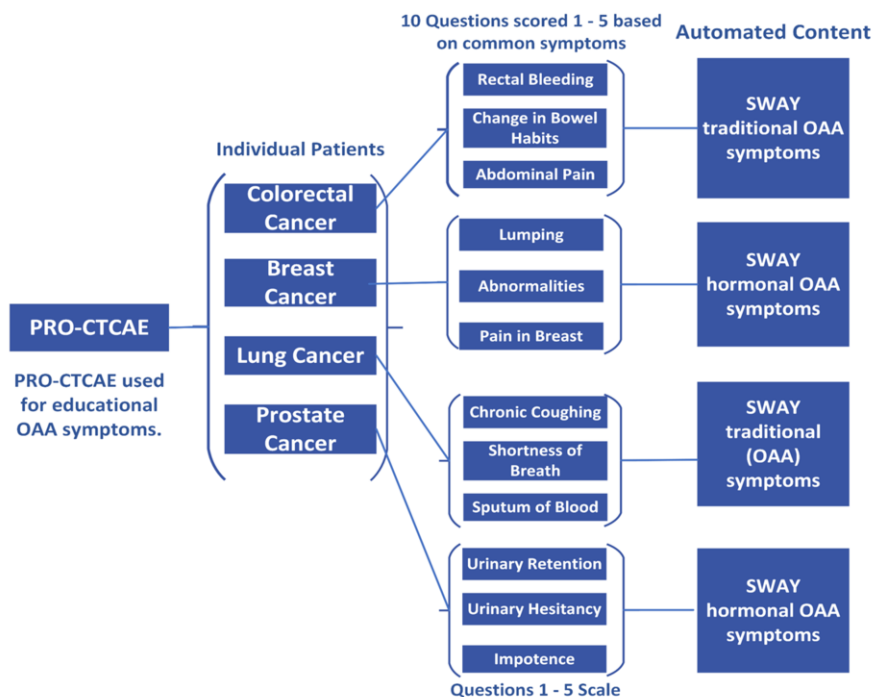 10 Questions scored 1 - 5 based
on common symptoms
Automated Content
Individual Patients
PRO-CTCAE
PRO-CTCAE used
for educational
OAA symptoms.
Colorectal
Cancer
Breast
Cancer
Lung Cancer
Prostate
Cancer
Rectal Bleeding
Change in Bowel
Habits
Abdominal Pain
SWAY
traditional OAA
symptoms
Lumping
Abnormalities
Pain in Breast
SWAY
hormonal OAA
symptoms
Chronic Coughing
Shortness of
Breath
Sputum of Blood
SWAY
traditional
(OAA)
symptoms
Urinary Retention
Urinary Hesitancy
Impotence
SWAY
hormonal OAA
symptoms
Questions 1 - 5 Scale